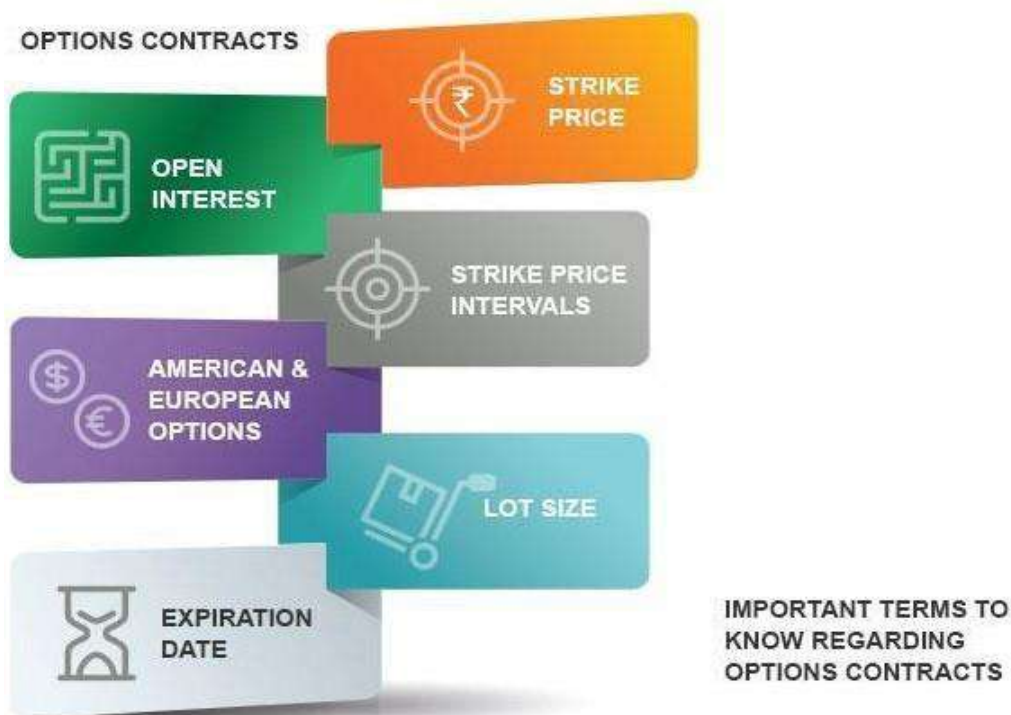 OPTIONS CONTRACTS
₹
STRIKE
PRICE
OPEN
INTEREST
STRIKE PRICE
INTERVALS
$
€
AMERICAN &
EUROPEAN
OPTIONS
LOT SIZE
EXPIRATION
DATE
IMPORTANT TERMS TO
KNOW REGARDING
OPTIONS CONTRACTS